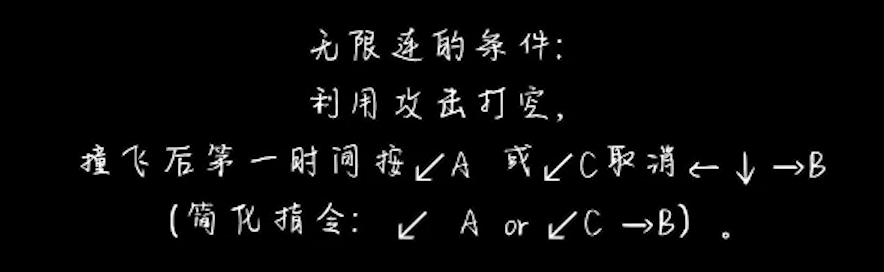 无限连的条件:
利用攻击打空,
撞飞后第一时间按↙A 或↙C取消←↓→B
(简化指令: ↙ A or ↙C →B) 。